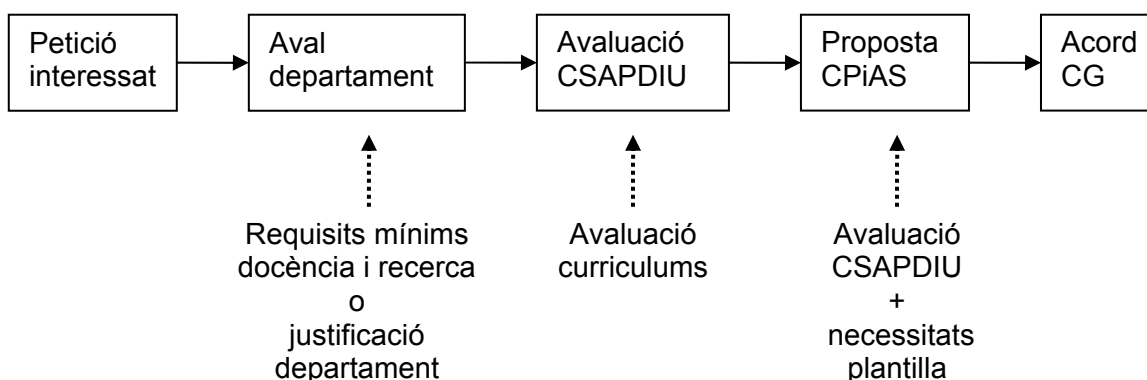 Petició
interessat
Aval
departament
Avaluació
CSAPDIU
Proposta
CPiAS
Acord
CG
Requisits mínims
docència i recerca
o
justificació
departament
Avaluació
curriculums
Avaluació
CSAPDIU
+
necessitats
plantilla